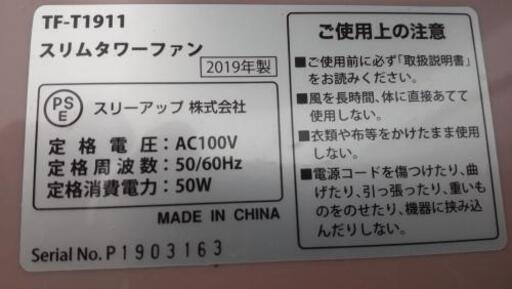 TF-T1911
スリムタワーファン
2019年製
PSE
スリーアップ 株式会社
定格電圧:AC100V
定格周波数:50/60Hz
定格消費電力:50W
MADE IN CHINA
Serial No. P1903163
ご使用上の注意
■ご使用前に必ず「取扱説明書」
をお読みください。
■風を長時間、体に直接あてて
使用しない。
■衣類や布等をかけたまま使用
しない。
■電源コードを傷つけたり、曲
げたり、引っ張ったり、重いも
のをのせたり、機器に挟み込
んだりしない。